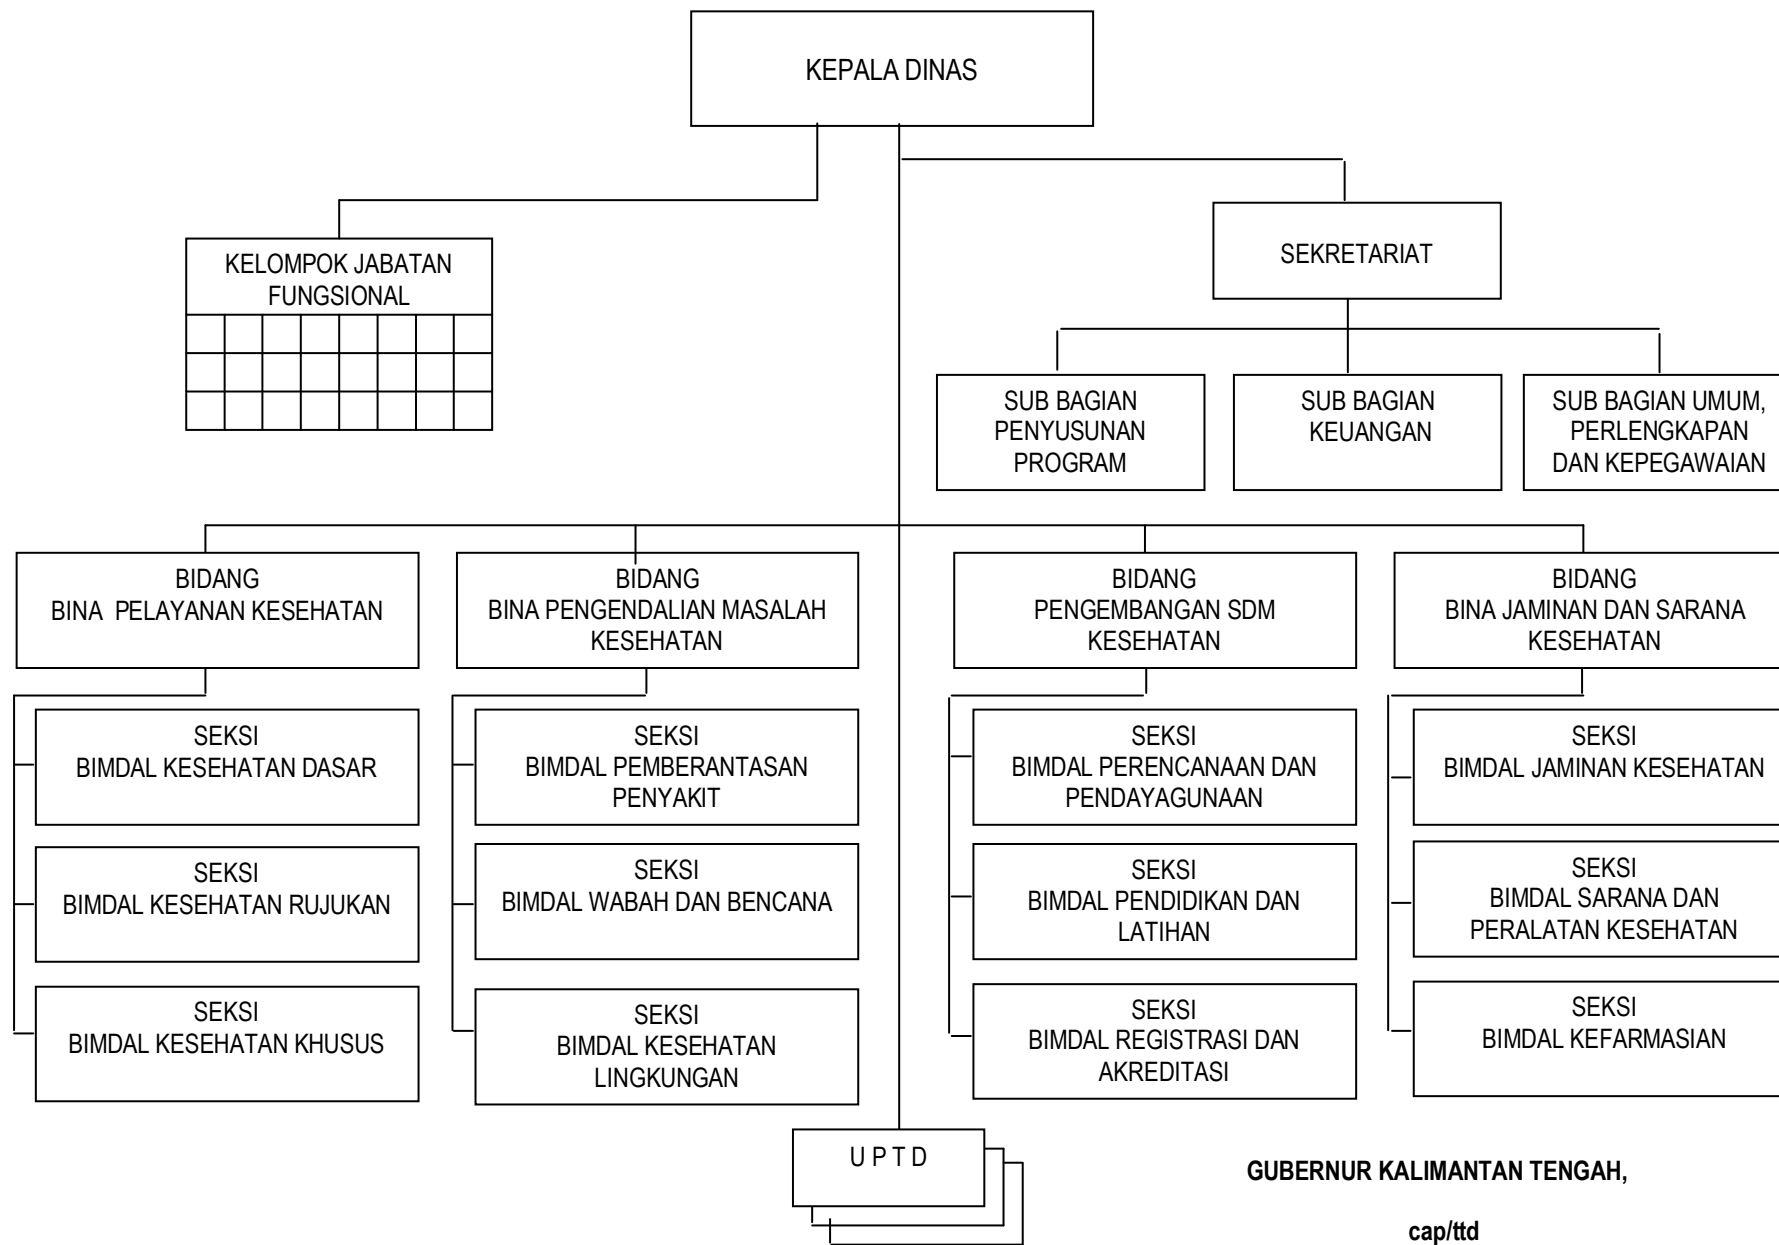 KEPALA DINAS
KELOMPOK JABATAN
FUNGSIONAL
SEKRETARIAT
SUB BAGIAN
PENYUSUNAN
PROGRAM
SUB BAGIAN
KEUANGAN
SUB BAGIAN UMUM,
PERLENGKAPAN
DAN KEPEGAWAIAN
BIDANG
BINA PELAYANAN KESEHATAN
BIDANG
BINA PENGENDALIAN MASALAH
KESEHATAN
BIDANG
PENGEMBANGAN SDM
KESEHATAN
BIDANG
BINA JAMINAN DAN SARANA
KESEHATAN
SEKSI
BIMDAL KESEHATAN DASAR
SEKSI
BIMDAL PEMBERANTASAN
PENYAKIT
SEKSI
BIMDAL PERENCANAAN DAN
PENDAYAGUNAAN
SEKSI
BIMDAL JAMINAN KESEHATAN
SEKSI
BIMDAL KESEHATAN RUJUKAN
SEKSI
BIMDAL WABAH DAN BENCANA
SEKSI
BIMDAL PENDIDIKAN DAN
LATIHAN
SEKSI
BIMDAL SARANA DAN
PERALATAN KESEHATAN
SEKSI
BIMDAL KESEHATAN KHUSUS
SEKSI
BIMDAL KESEHATAN
LINGKUNGAN
SEKSI
BIMDAL REGISTRASI DAN
AKREDITASI
SEKSI
BIMDAL KEFARMASIAN
U P T D
GUBERNUR KALIMANTAN TENGAH,
cap/ttd